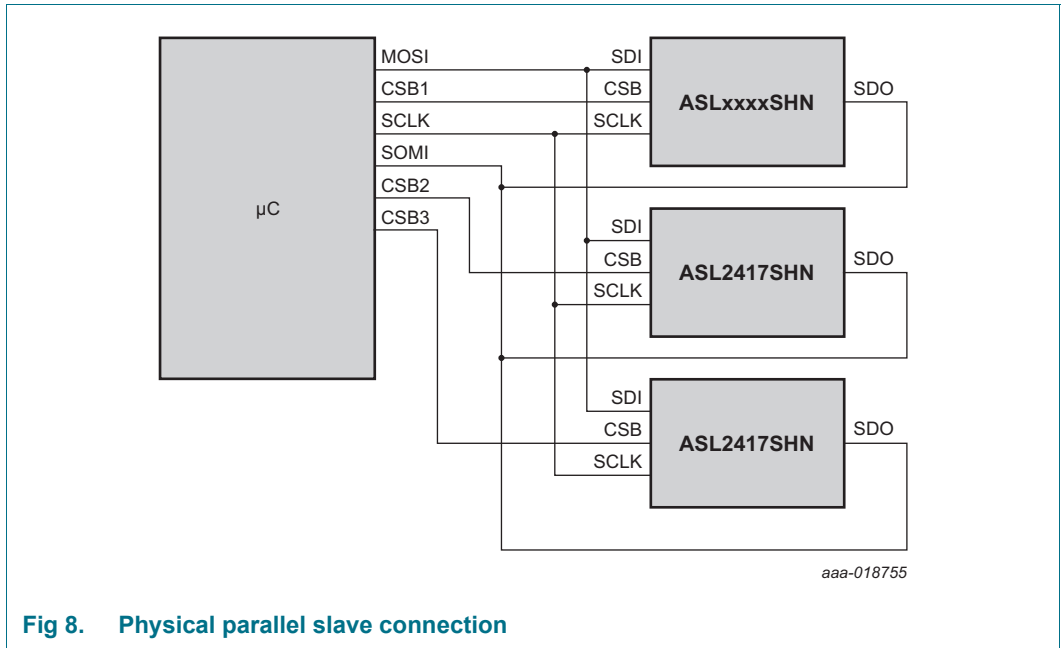 MOSI
CSB1
SCLK
SOMI
CSB2
CSB3
µC
SDI
CSB
SCLK
ASLxxxxSHN
SDO
SDI
CSB
SCLK
ASL2417SHN
SDO
SDI
CSB
SCLK
ASL2417SHN
SDO
aaa-018755
Fig 8. Physical parallel slave connection